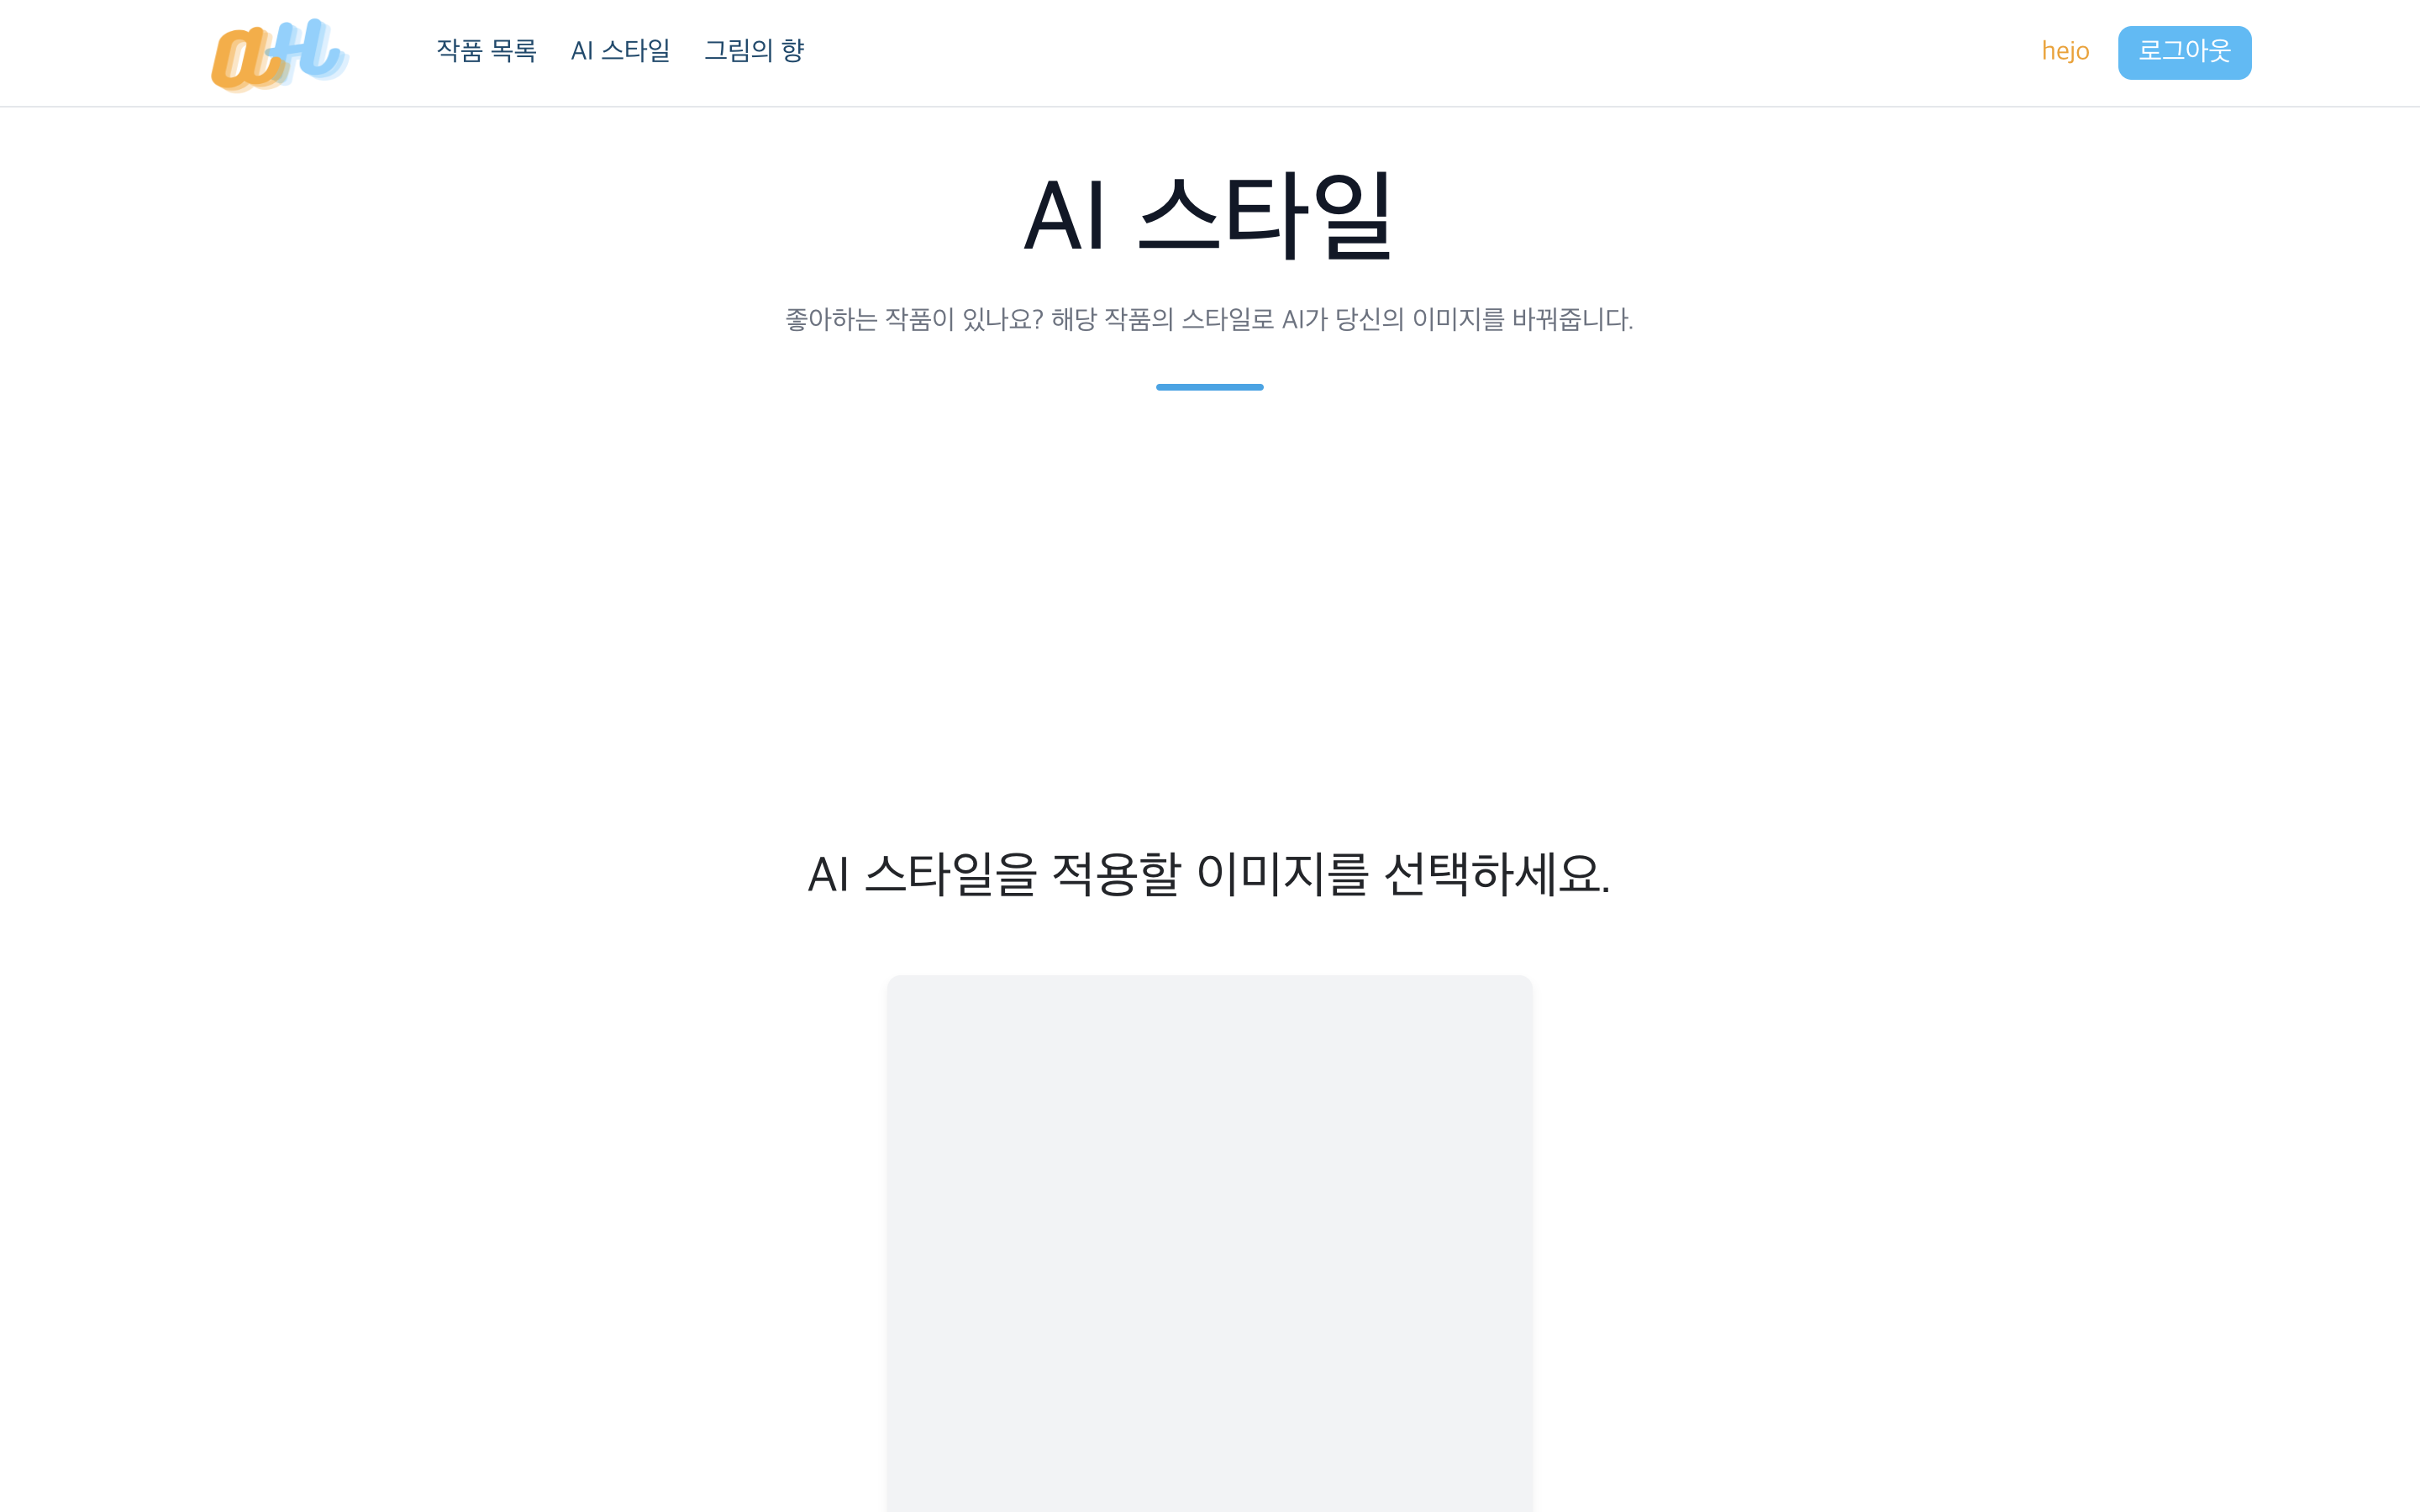 aH 작품 목록 AI 스타일 그림의 향 hejo 로그아웃
AI 스타일
좋아하는 작품이 있나요? 해당 작품의 스타일로 AI가 당신의 이미지를 바꿔줍니다.
AI 스타일을 적용할 이미지를 선택하세요.